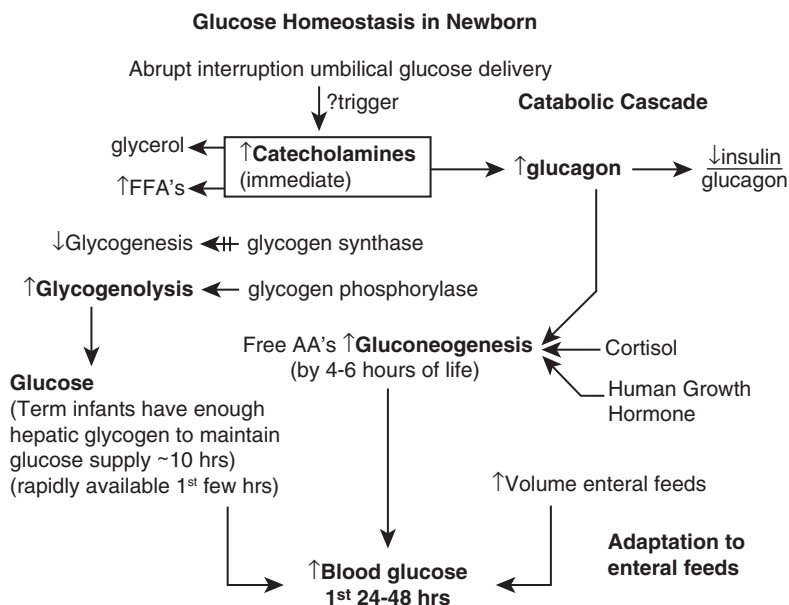 Glucose Homeostasis in Newborn
Abrupt interruption umbilical glucose delivery
?trigger
Catabolic Cascade
glycerol
↑Catecholamines
(immediate)
↑FFA's
↑glucagon
↓insulin
glucagon
↓Glycogenesis
glycogen synthase
↑Glycogenolysis
glycogen phosphorylase
Free AA's ↑Gluconeogenesis
(by 4-6 hours of life)
Cortisol
Human Growth
Hormone
Glucose
(Term infants have enough
hepatic glycogen to maintain
glucose supply ~10 hrs)
(rapidly available 1st few hrs)
↑Volume enteral feeds
Adaptation to
enteral feeds
↑Blood glucose
1st 24-48 hrs